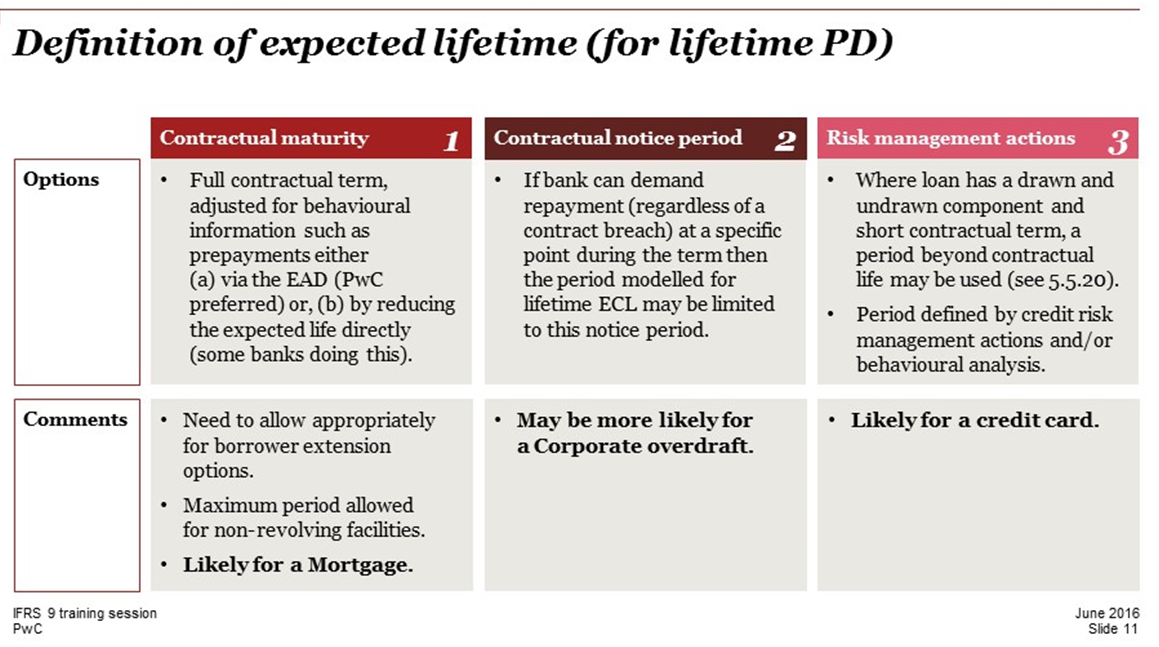 Definition of expected lifetime (for lifetime PD)
Contractual maturity 1
Contractual notice period 2
Risk management actions 3
Options
• Full contractual term,
adjusted for behavioural
information such as
prepayments either
(a) via the EAD (PwC
preferred) or, (b) by reducing
the expected life directly
(some banks doing this).
• If bank can demand
repayment (regardless of a
contract breach) at a specific
point during the term then
the period modelled for
lifetime ECL may be limited
to this notice period.
• Where loan has a drawn and
undrawn component and
short contractual term, a
period beyond contractual
life may be used (see 5.5.20).
• Period defined by credit risk
management actions and/or
behavioural analysis.
Comments
• Need to allow appropriately
for borrower extension
options.
• Maximum period allowed
for non-revolving facilities.
• Likely for a Mortgage.
• May be more likely for
a Corporate overdraft.
• Likely for a credit card.
IFRS 9 training session
PwC
June 2016
Slide 11